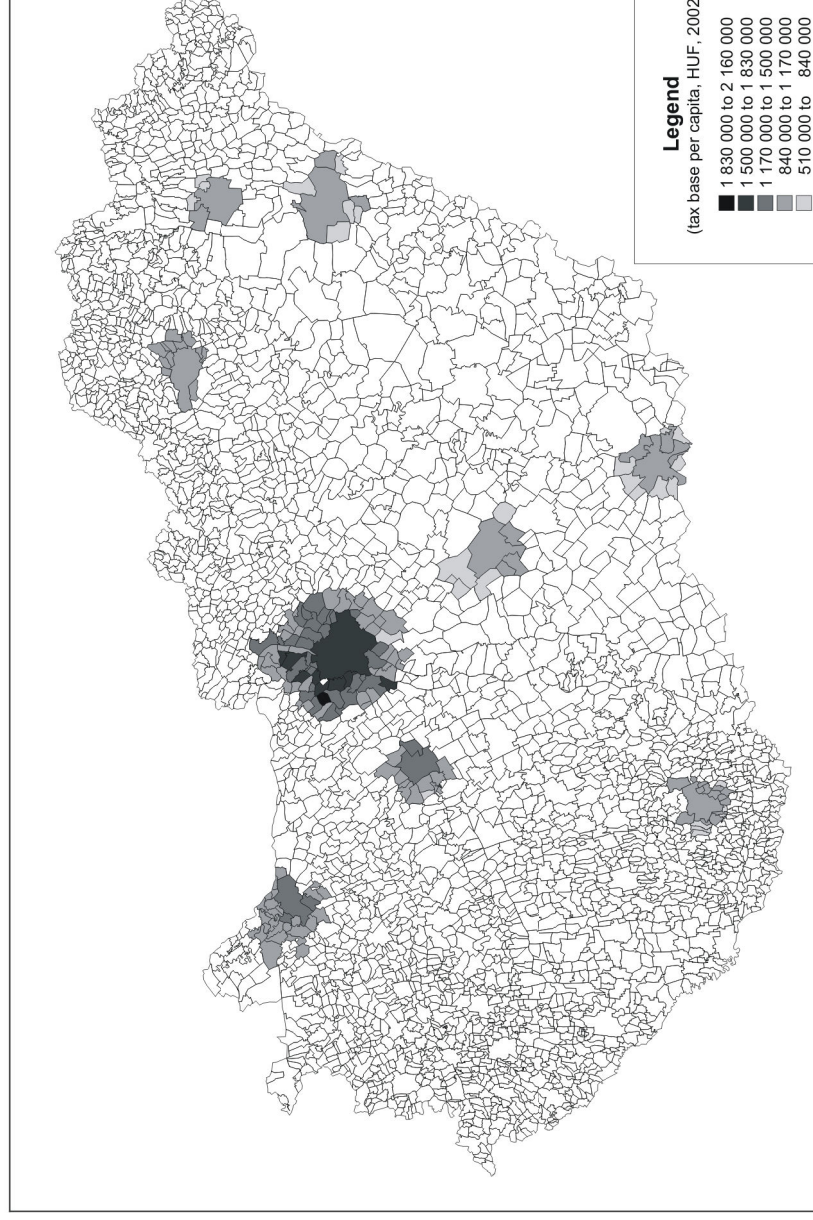 Legend
(tax base per capita, HUF, 2002
1 830 000 to 2 160 000
1 500 000 to 1 830 000
1 170 000 to 1 500 000
840 000 to 1 170 000
510 000 to 840 000